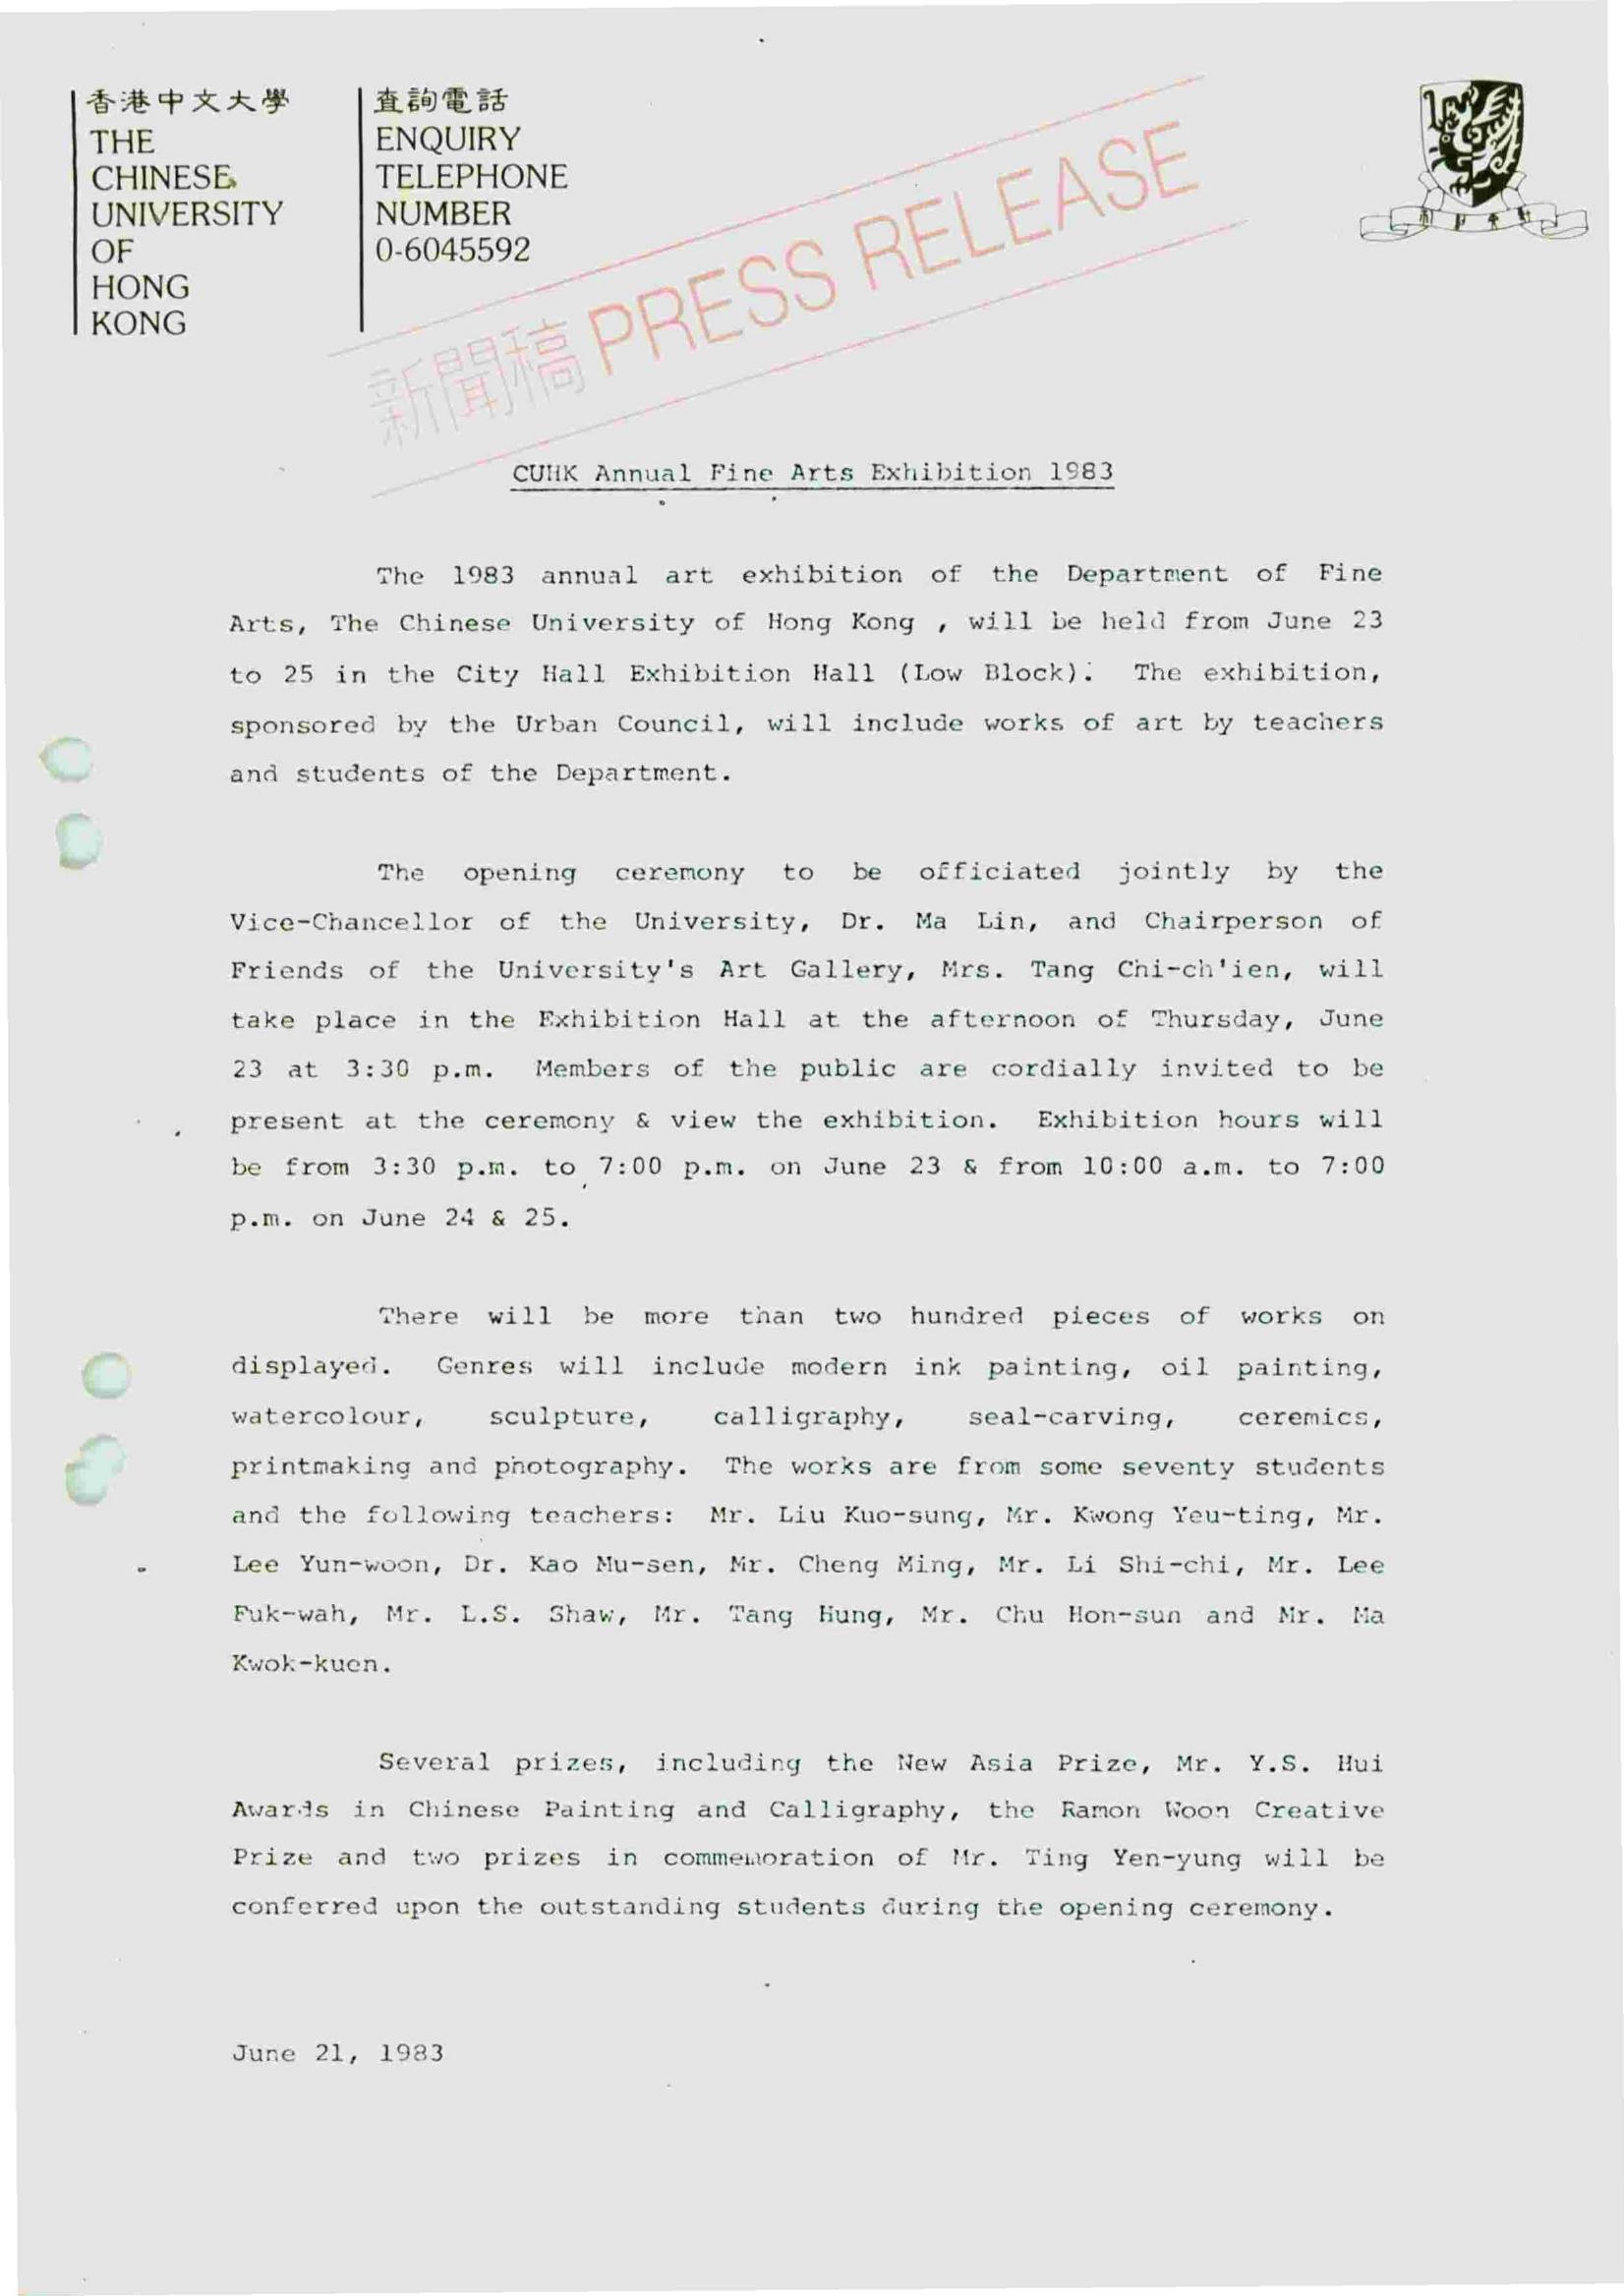 香港中文大學
THE
CHINESE
UNIVERSITY
OF
HONG
KONG
查詢電話
ENQUIRY
TELEPHONE
NUMBER
0-6045592
新聞稿 PRESS RELEASE
CUHK Annual Fine Arts Exhibition 1983
The 1983 annual art exhibition of the Department of Fine
Arts, The Chinese University of Hong Kong , will be held from June 23
to 25 in the City Hall Exhibition Hall (Low Block). The exhibition,
sponsored by the Urban Council, will include works of art by teachers
and students of the Department.
The opening ceremony to be officiated jointly by the
Vice-Chancellor of the University, Dr. Ma Lin, and Chairperson of
Friends of the University's Art Gallery, Mrs. Tang Chi-ch'ien, will
take place in the Exhibition Hall at the afternoon of Thursday, June
23 at 3:30 p.m. Members of the public are cordially invited to be
present at the ceremony & view the exhibition. Exhibition hours will
be from 3:30 p.m. to 7:00 p.m. on June 23 & from 10:00 a.m. to 7:00
p.m. on June 24 & 25.
There will be more than two hundred pieces of works on
displayed. Genres will include modern ink painting, oil painting,
watercolour, sculpture, calligraphy, seal-carving, ceremics,
printmaking and photography. The works are from some seventy students
and the following teachers: Mr. Liu Kuo-sung, Mr. Kwong Yeu-ting, Mr.
Lee Yun-woon, Dr. Kao Mu-sen, Mr. Cheng Ming, Mr. Li Shi-chi, Mr. Lee
Fuk-wah, Mr. L.S. Shaw, Mr. Tang Hung, Mr. Chu Hon-sun and Mr. Ma
Kwok-kuen.
Several prizes, including the New Asia Prize, Mr. Y.S. Hui
Awards in Chinese Painting and Calligraphy, the Ramon Woon Creative
Prize and two prizes in commemoration of Mr. Ting Yen-yung will be
conferred upon the outstanding students during the opening ceremony.
June 21, 1983